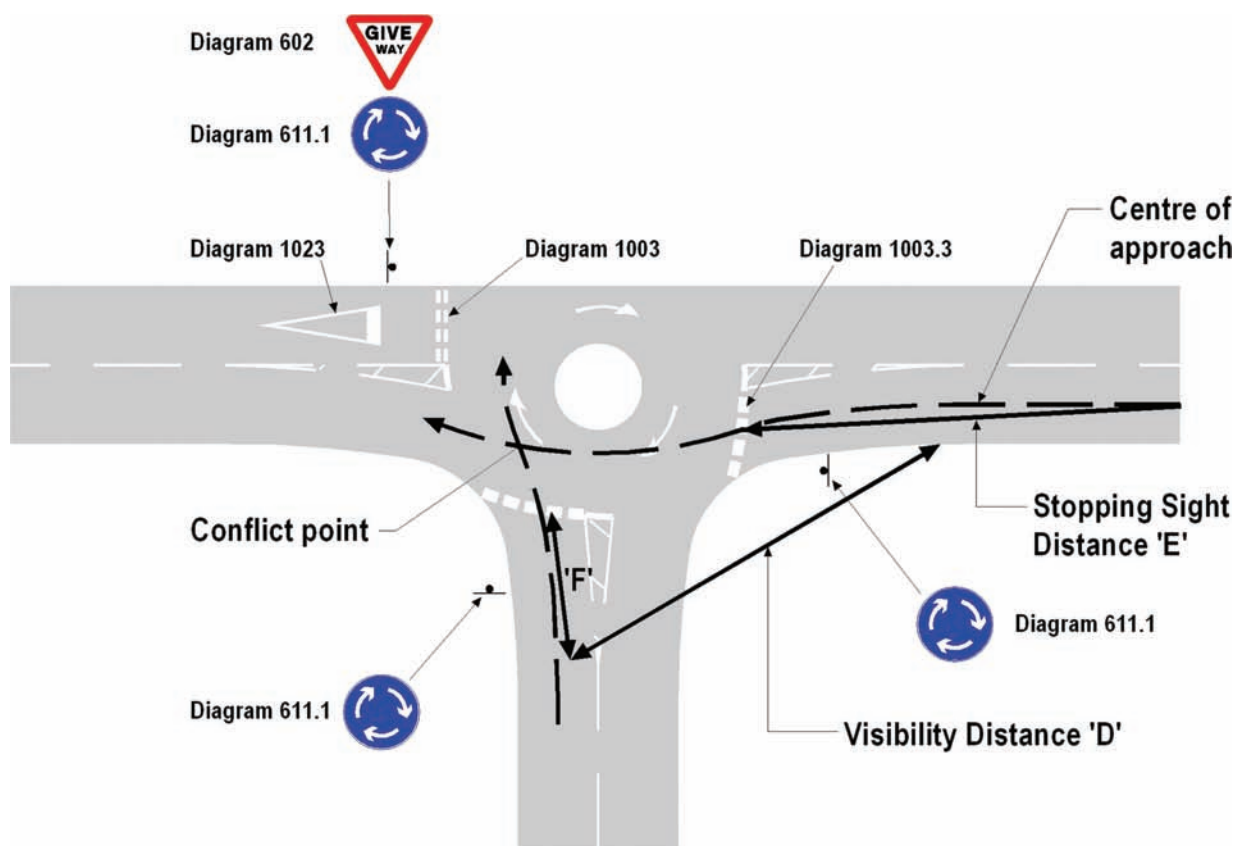 Diagram 602
GIVE
WAY
Diagram 611.1
Centre of
approach
Diagram 1023
Diagram 1003
Diagram 1003.3
Conflict point
Stopping Sight
Distance 'E'
'F'
Diagram 611.1
Diagram 611.1
Visibility Distance 'D'